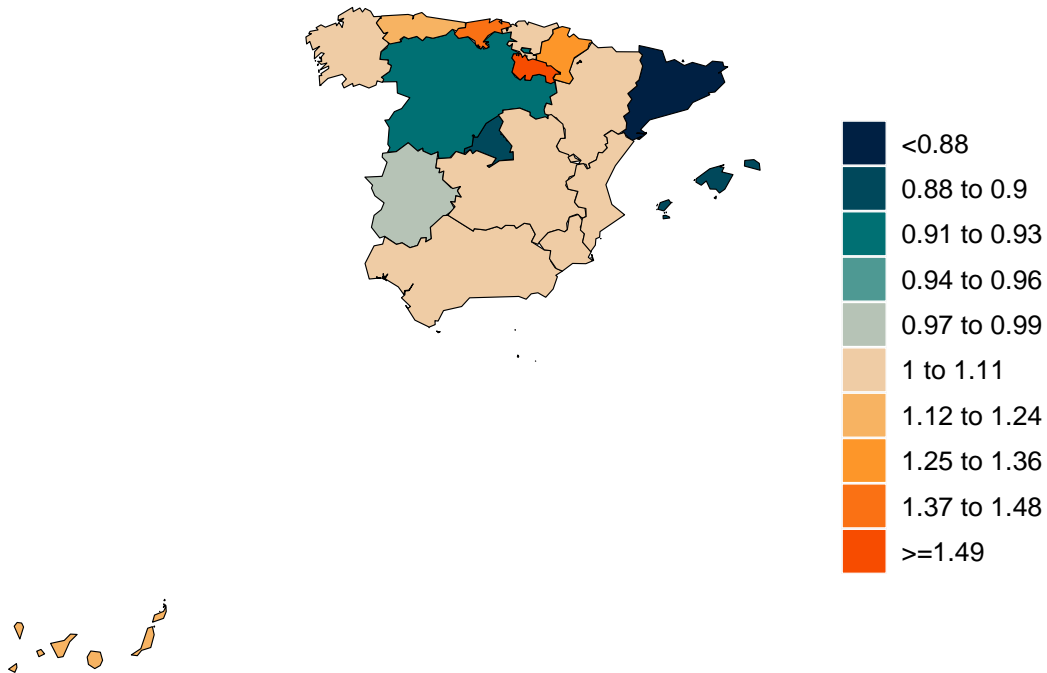 <0.88
0.88 to 0.9
0.91 to 0.93
0.94 to 0.96
0.97 to 0.99
1 to 1.11
1.12 to 1.24
1.25 to 1.36
1.37 to 1.48
>=1.49